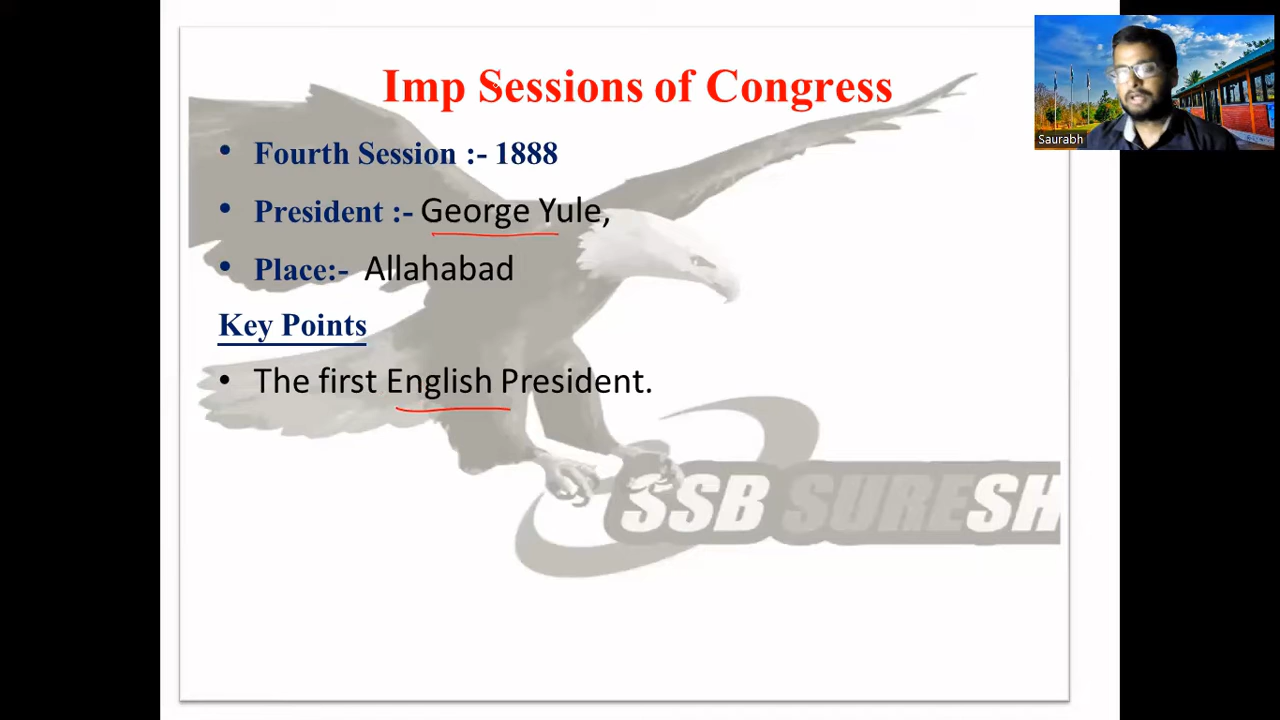 Imp Sessions of Congress
Saurabh
• Fourth Session :- 1888
• President :- George Yule,
• Place:- Allahabad
Key Points
• The first English President.
SSB SURESH